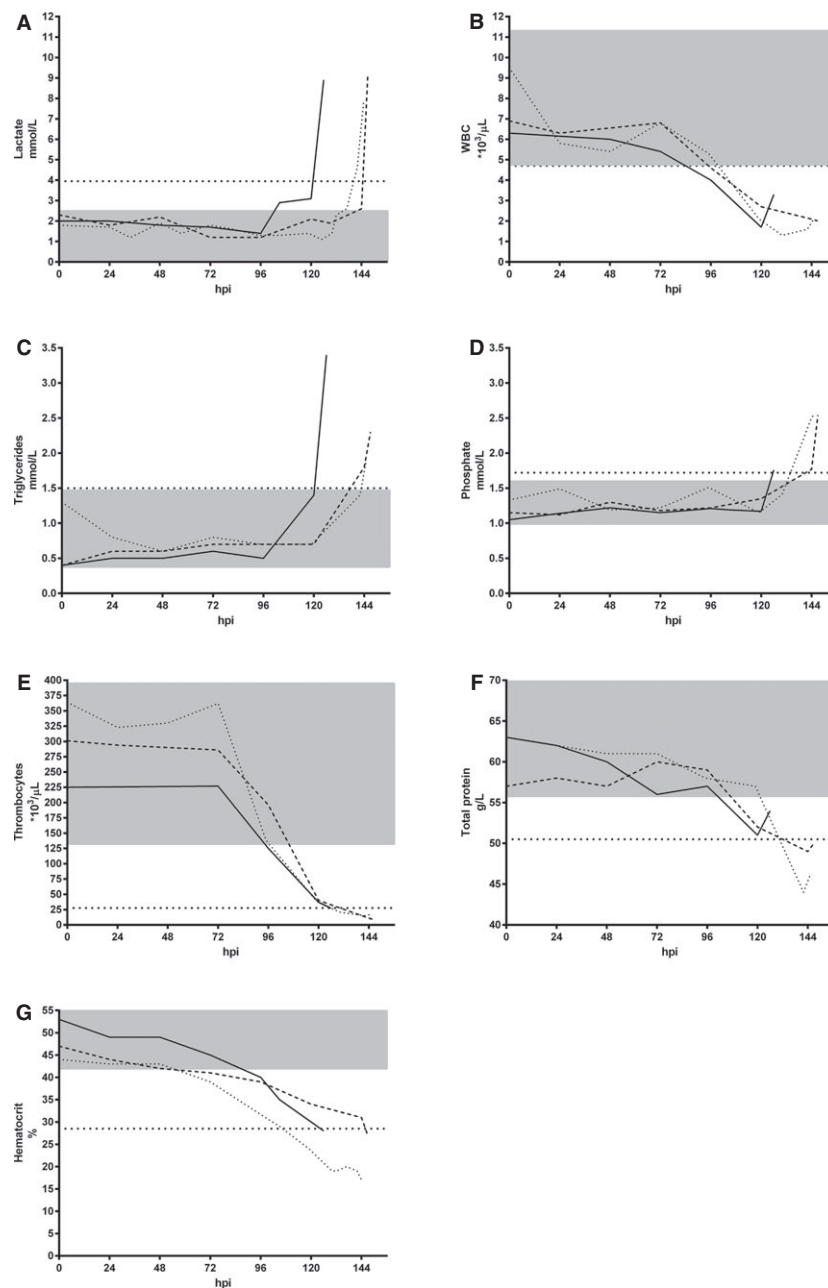 A
Lactate
mmol/L
12
11
10
9
8
7
6
5
4
3
2
1
0
0 24 48 72 96 120 144
hpi
B
WBC
*10³/µL
12
11
10
9
8
7
6
5
4
3
2
1
0
0 24 48 72 96 120 144
hpi
C
Triglycerides
mmol/L
3.5
3.0
2.5
2.0
1.5
1.0
0.5
0.0
0 24 48 72 96 120 144
hpi
D
Phosphate
mmol/L
3.5
3.0
2.5
2.0
1.5
1.0
0.5
0.0
0 24 48 72 96 120 144
hpi
E
Thrombocytes
*10³/µL
400
375
350
325
300
275
250
225
200
175
150
125
100
75
50
25
0
0 24 48 72 96 120 144
hpi
F
Total protein
g/L
70
65
60
55
50
45
40
0 24 48 72 96 120 144
hpi
G
Hematocrit
%
55
50
45
40
35
30
25
20
15
10
5
0
0 24 48 72 96 120 144
hpi